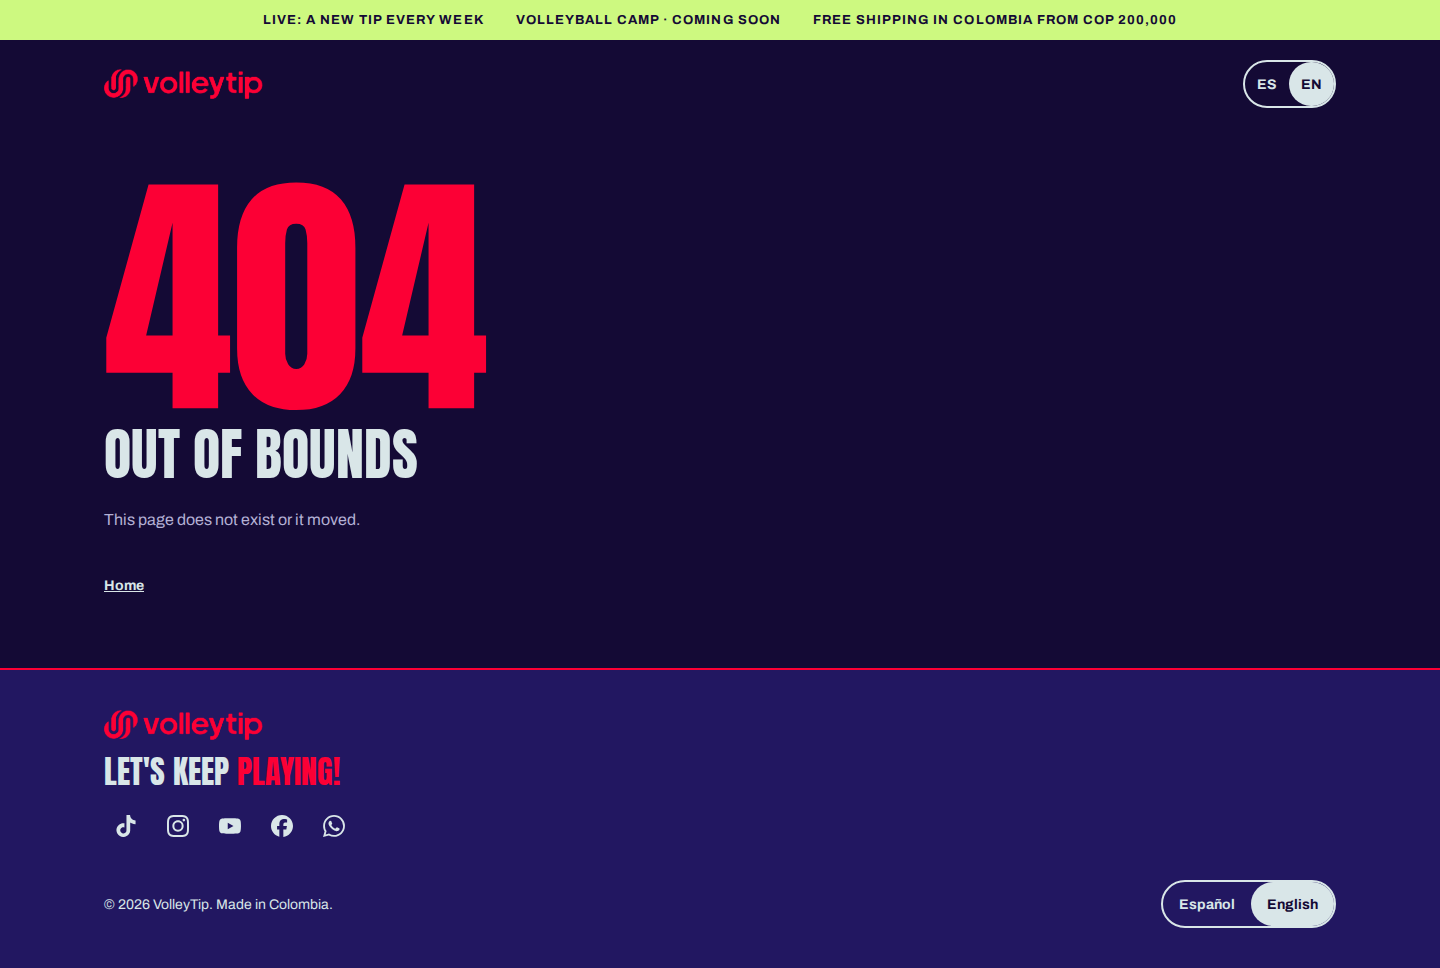 LIVE: A NEW TIP EVERY WEEK VOLLEYBALL CAMP · COMING SOON FREE SHIPPING IN COLOMBIA FROM COP 200,000
volleytip
ES EN
404
OUT OF BOUNDS
This page does not exist or it moved.
Home
volleytip
LET'S KEEP PLAYING!
© 2026 VolleyTip. Made in Colombia.
Español English